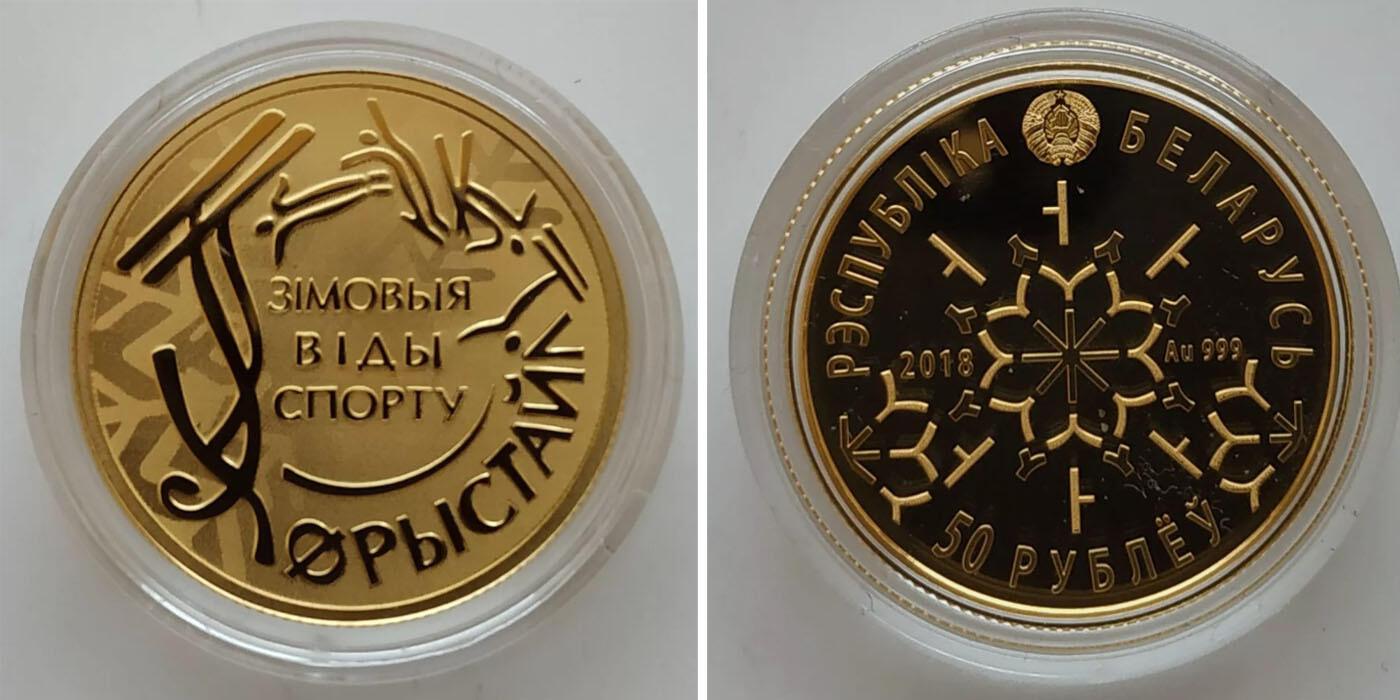 ЗІМОВЫЯ
ВІДЫ
СПОРТУ
ФРЫСТАЙЛ
РЭСПУБЛІКА БЕЛАРУСЬ
2018
Au 999
50 РУБЛЁЎ